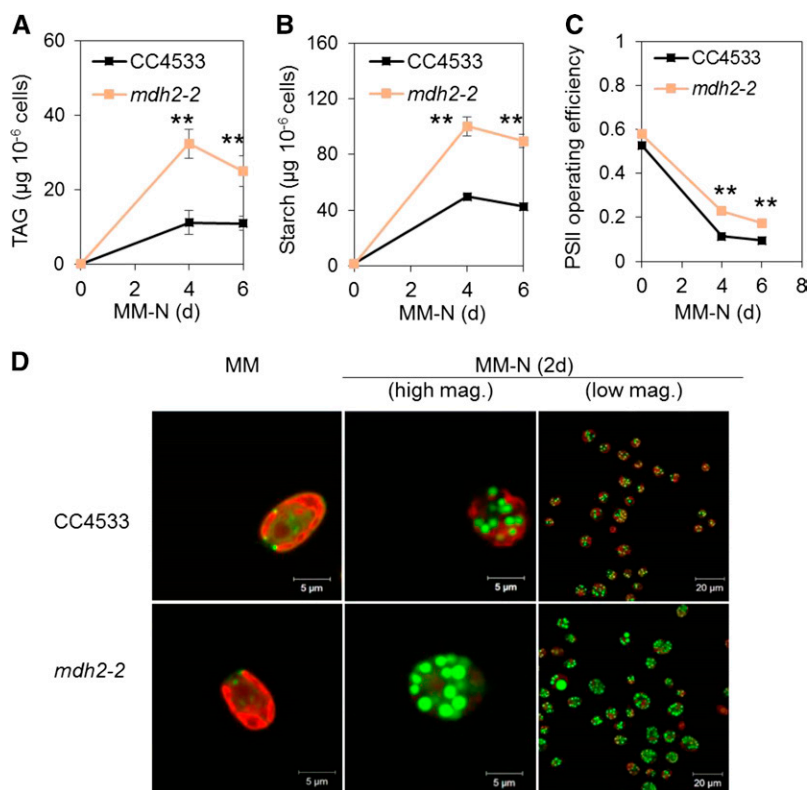 A
TAG (µg 10⁻⁶ cells)
60
40
20
0
CC4533
mdh2-2
**
**
0
2
4
6
MM-N (d)
B
Starch (µg 10⁻⁶ cells)
160
120
80
40
0
CC4533
mdh2-2
**
**
0
2
4
6
MM-N (d)
C
PSII operating efficiency
1
0.8
0.6
0.4
0.2
0
CC4533
mdh2-2
**
**
0
2
4
6
8
MM-N (d)
D
MM
MM-N (2d)
(high mag.)
(low mag.)
CC4533
5 µm
5 µm
20 µm
mdh2-2
5 µm
5 µm
20 µm